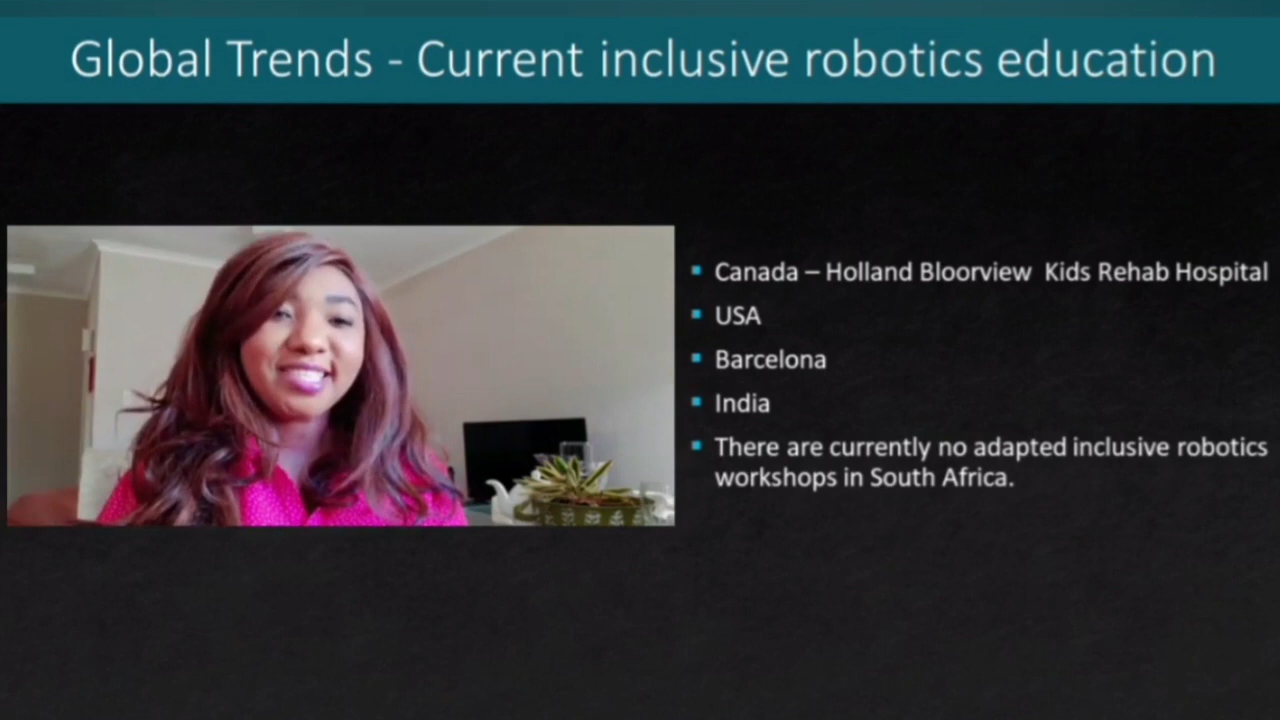 Global Trends - Current inclusive robotics education
Canada – Holland Bloorview Kids Rehab Hospital
USA
Barcelona
India
There are currently no adapted inclusive robotics
workshops in South Africa.